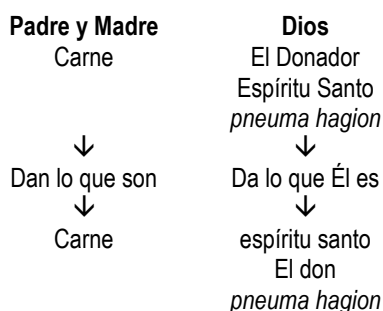 Padre y Madre Dios
Carne El Donador
Espíritu Santo
pneuma hagion
↓ ↓
Dan lo que son Da lo que Él es
↓ ↓
Carne espíritu santo
El don
pneuma hagion